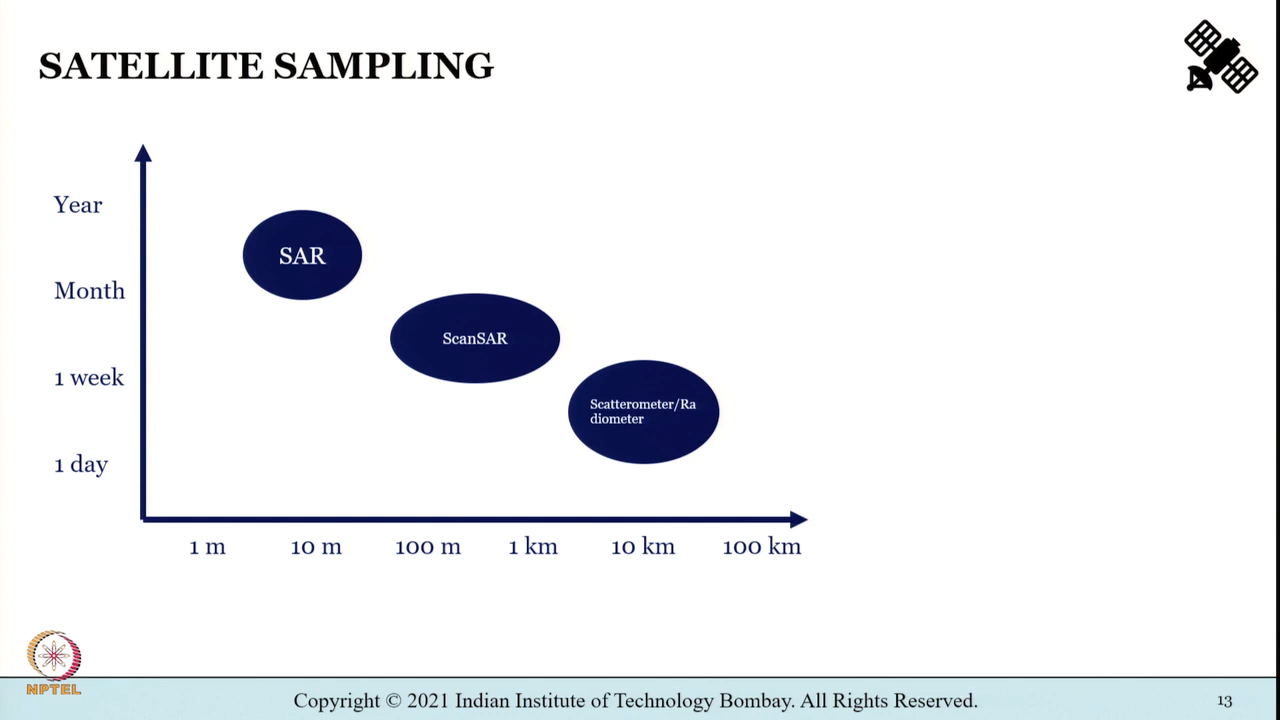 SATELLITE SAMPLING
Year
SAR
Month
ScanSAR
1 week
Scatterometer/Ra
diometer
1 day
1 m 10 m 100 m 1 km 10 km 100 km
NPTEL
Copyright © 2021 Indian Institute of Technology Bombay. All Rights Reserved.
13